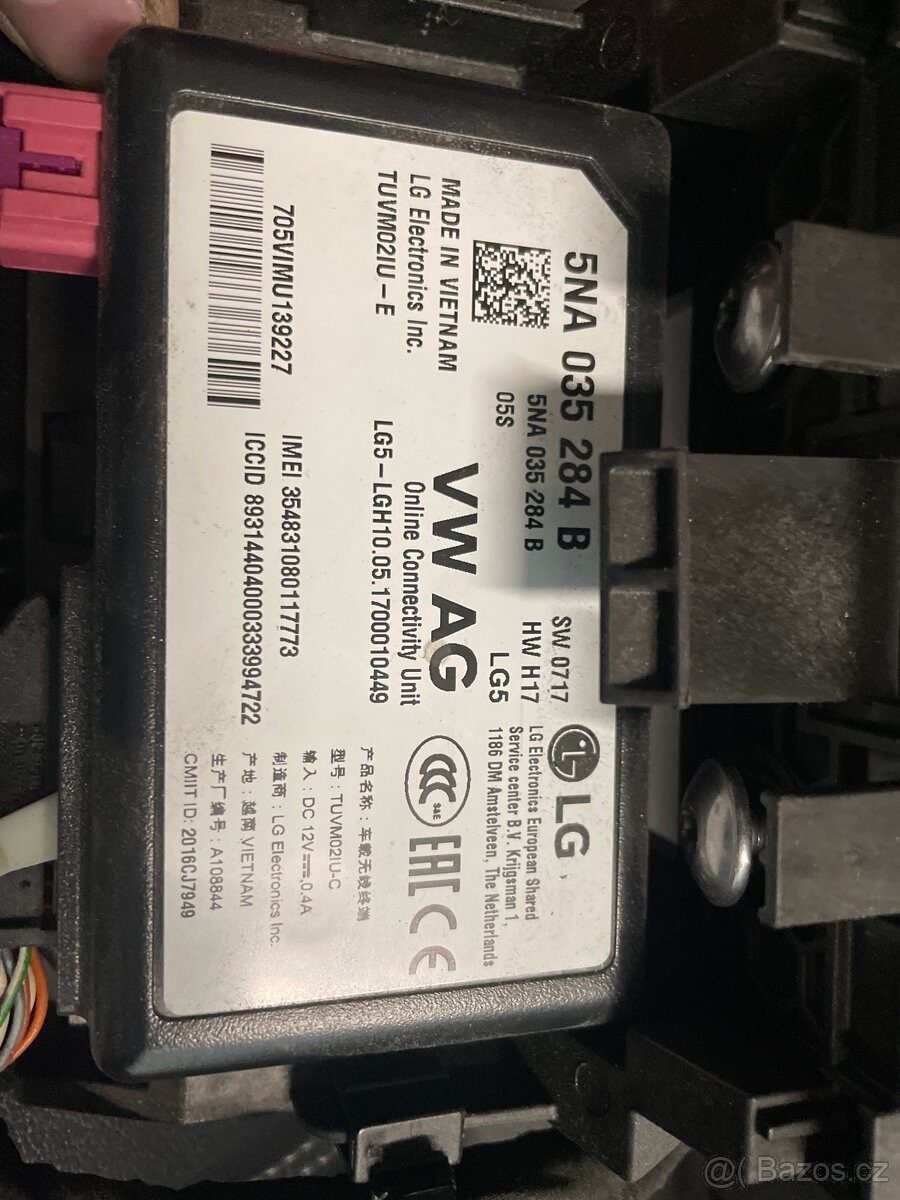 5NA 035 284 B
5NA 035 284 B
05S
SW 0717
HW H17
LG5
LG
LG Electronics European Shared
Service center B.V. Krijgsman 1,
1186 DM Amstelveen, The Netherlands
MADE IN VIETNAM
LG Electronics Inc.
TUVM02IU-E
VW AG
Online Connectivity Unit
LG5-LGH10.05.1700010449
CCC
S&E
EAC CE
产品名称：车载无线终端
型号：TUVM02IU-C
输入：DC 12V⎓,0.4A
制造商：LG Electronics Inc.
产地：越南 VIETNAM
生产厂编号：A108844
CMIIT ID: 2016CJ7949
705VIMU139227
IMEI 354831080117773
ICCID 89314404000333994722
@( Bazos.cz